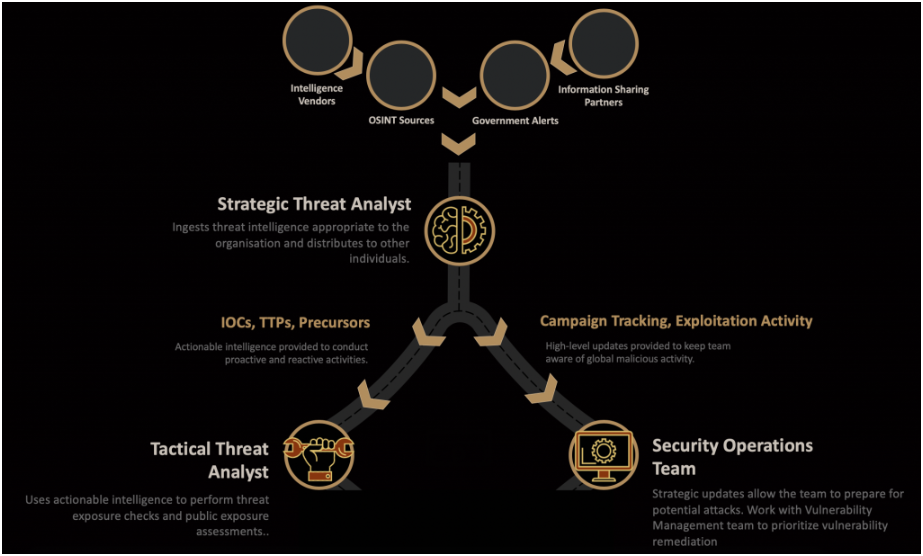 Intelligence
Vendors
OSINT Sources
Government Alerts
Information Sharing
Partners
Strategic Threat Analyst
Ingests threat intelligence appropriate to the
organisation and distributes to other
individuals.
IOCs, TTPs, Precursors
Actionable intelligence provided to conduct
proactive and reactive activities.
Campaign Tracking, Exploitation Activity
High-level updates provided to keep team
aware of global malicious activity.
Tactical Threat
Analyst
Uses actionable intelligence to perform threat
exposure checks and public exposure
assessments..
Security Operations
Team
Strategic updates allow the team to prepare for
potential attacks. Work with Vulnerability
Management team to prioritize vulnerability
remediation